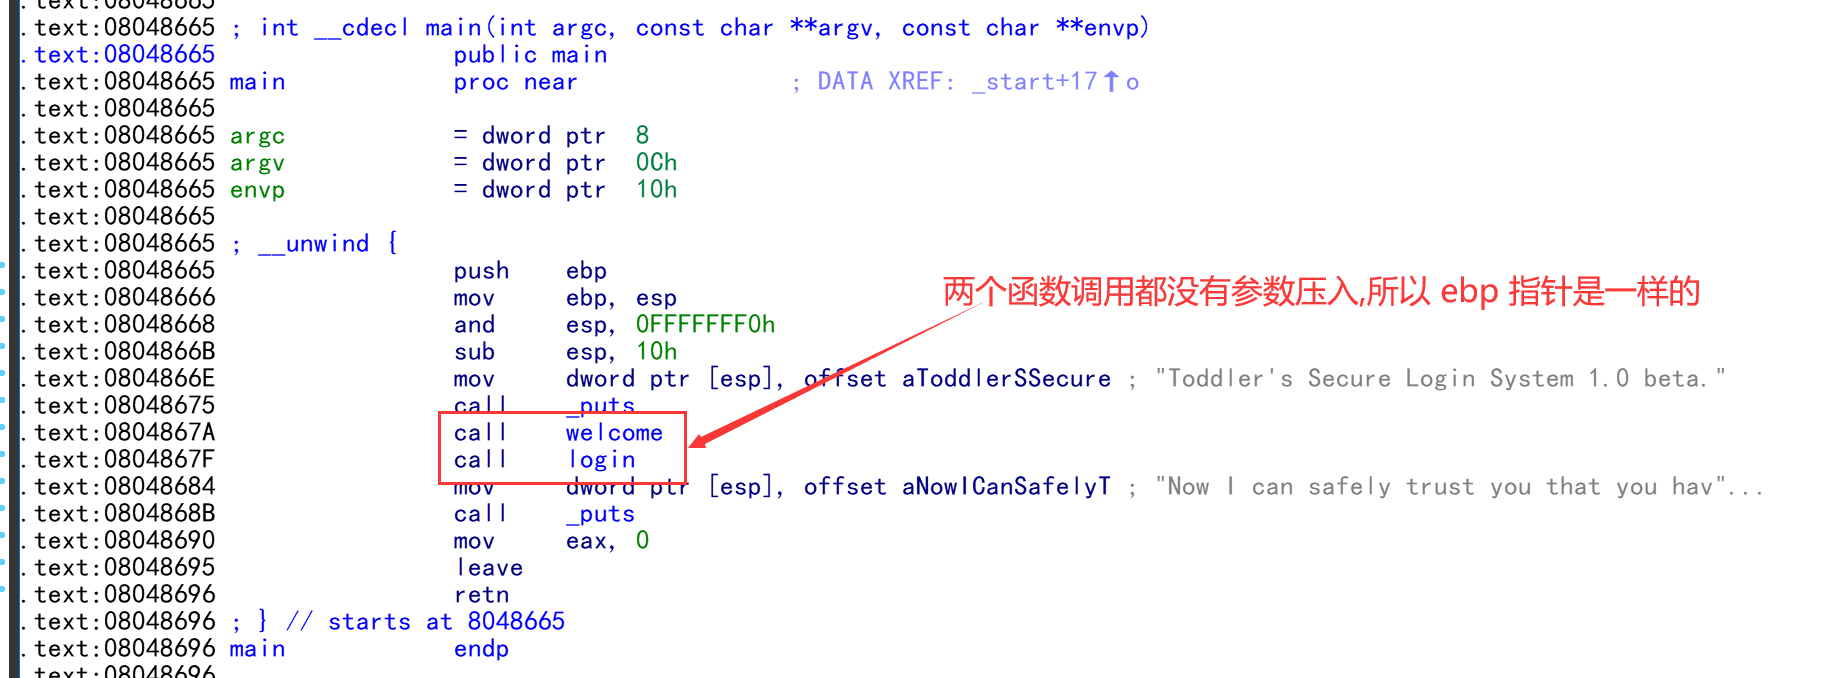 .text:08048665
.text:08048665 ; int __cdecl main(int argc, const char **argv, const char **envp)
.text:08048665 public main
.text:08048665 main proc near ; DATA XREF: _start+17↑o
.text:08048665
.text:08048665 argc = dword ptr 8
.text:08048665 argv = dword ptr 0Ch
.text:08048665 envp = dword ptr 10h
.text:08048665
.text:08048665 ; __unwind {
.text:08048665 push ebp
.text:08048666 mov ebp, esp
两个函数调用都没有参数压入,所以 ebp 指针是一样的
.text:08048668 and esp, 0FFFFFFF0h
.text:0804866B sub esp, 10h
.text:0804866E mov dword ptr [esp], offset aToddlerSSecure ; "Toddler's Secure Login System 1.0 beta."
.text:08048675 call _puts
.text:0804867A call welcome
.text:0804867F call login
.text:08048684 mov dword ptr [esp], offset aNowICanSafelyT ; "Now I can safely trust you that you hav"...
.text:0804868B call _puts
.text:08048690 mov eax, 0
.text:08048695 leave
.text:08048696 retn
.text:08048696 ; } // starts at 8048665
.text:08048696 main endp
.text:08048696